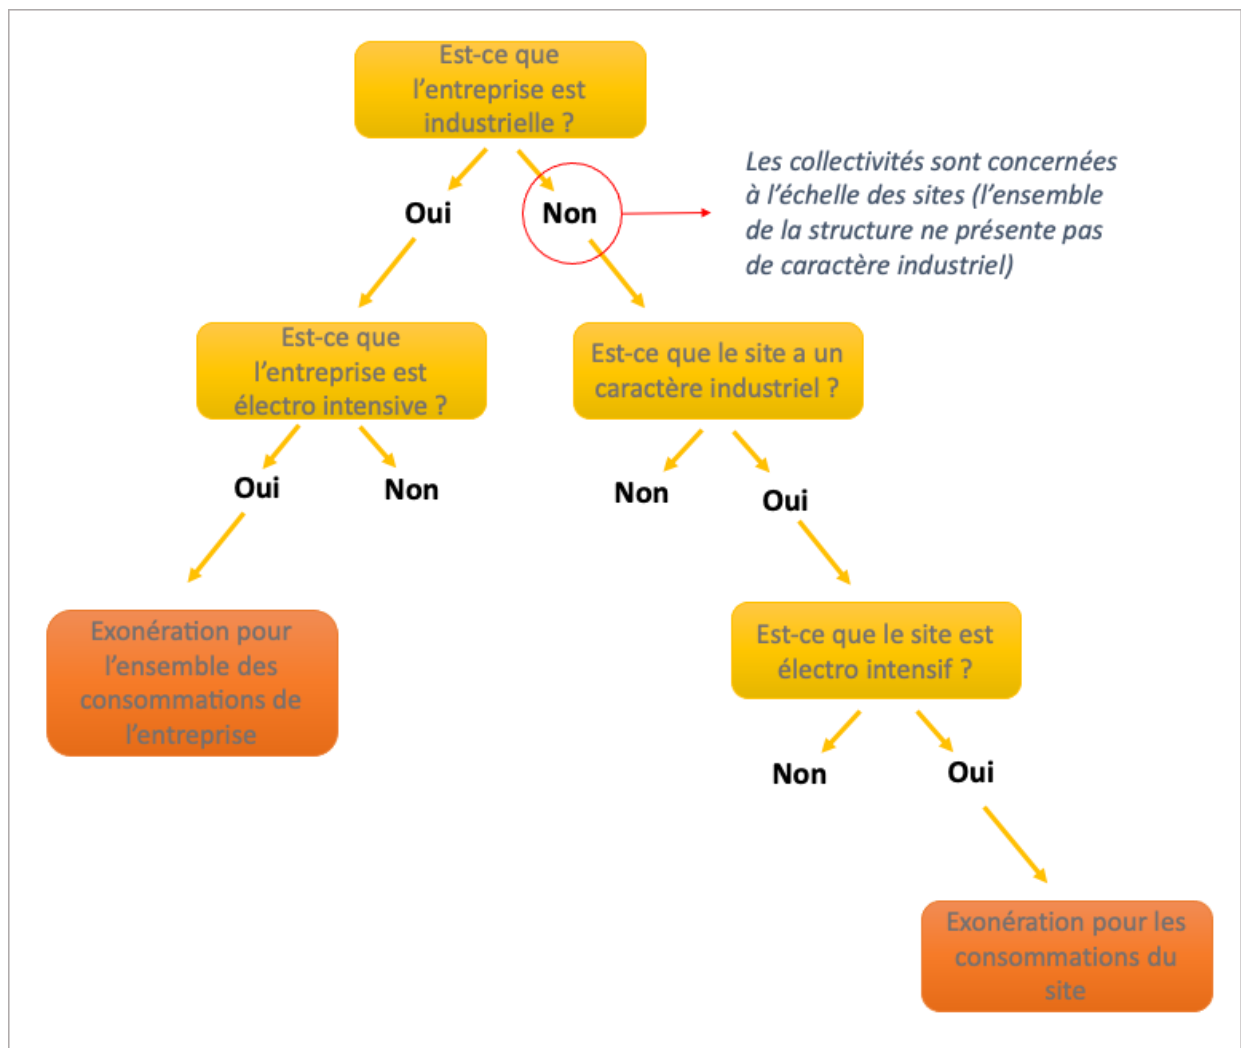 Est-ce que
l’entreprise est
industrielle ?
Les collectivités sont concernées
à l’échelle des sites (l’ensemble
de la structure ne présente pas
de caractère industriel)
Oui
Non
Est-ce que
l’entreprise est
électro intensive ?
Est-ce que le site a un
caractère industriel ?
Oui
Non
Non
Oui
Exonération pour
l’ensemble des
consommations de
l’entreprise
Est-ce que le site est
électro intensif ?
Non
Oui
Exonération pour les
consommations du
site